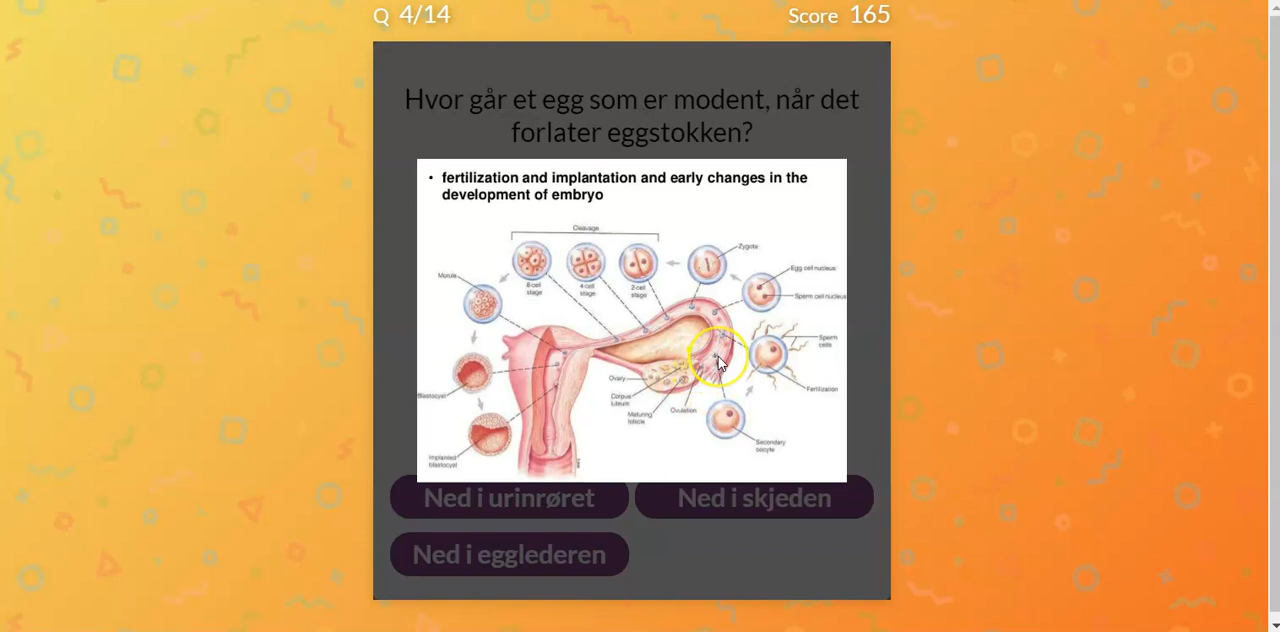 Q 4/14
Score 165
Hvor går et egg som er modent, når det
forlater eggstokken?
• fertilization and implantation and early changes in the
development of embryo
Cleavage
Zygote
Morula
8-cell
stage
4-cell
stage
2-cell
stage
Egg cell nucleus
Sperm cell nucleus
Sperm
cells
Ovary
Corpus
luteum
Maturing
follicle
Ovulation
Fertilization
Blastocyst
Secondary
oocyte
Implanted
blastocyst
Ned i urinrøret
Ned i skjeden
Ned i egglederen